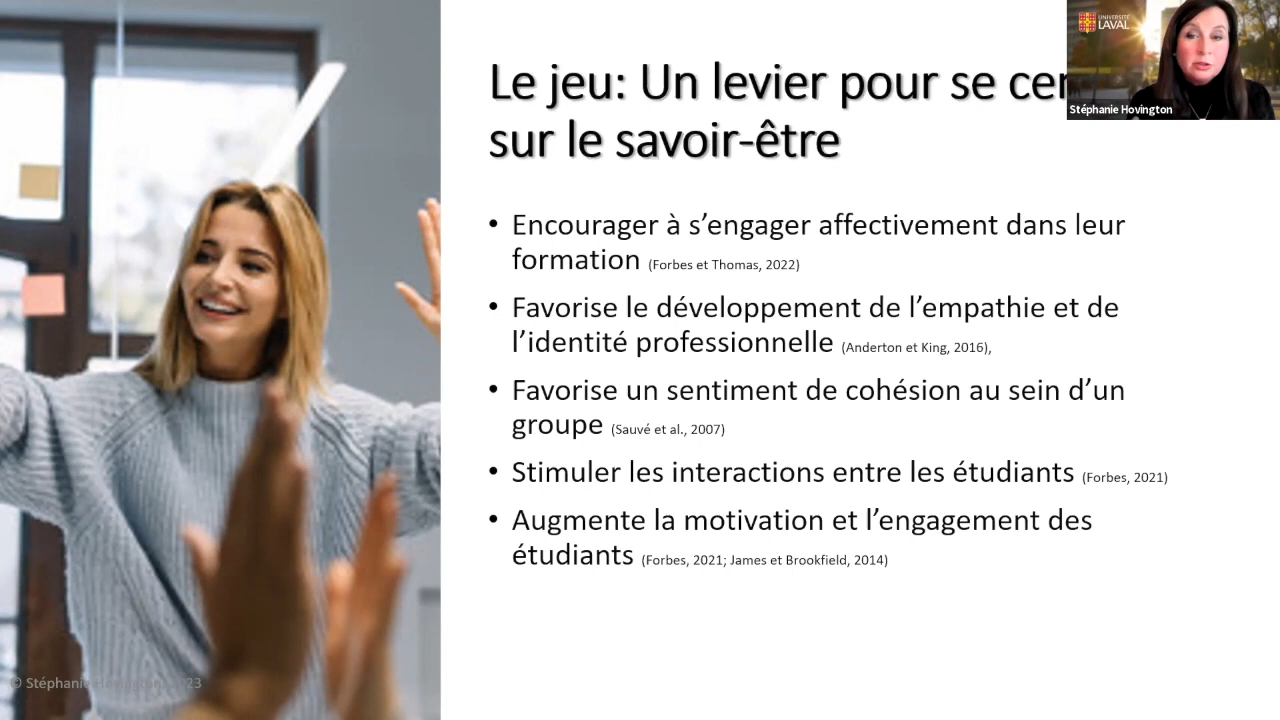 Le jeu: Un levier pour se
sur le savoir-être
UNIVERSITÉ
LAVAL
Stéphanie Hovington
• Encourager à s’engager affectivement dans leur
formation (Forbes et Thomas, 2022)
• Favorise le développement de l’empathie et de
l’identité professionnelle (Anderton et King, 2016),
• Favorise un sentiment de cohésion au sein d’un
groupe (Sauvé et al., 2007)
• Stimuler les interactions entre les étudiants (Forbes, 2021)
• Augmente la motivation et l’engagement des
étudiants (Forbes, 2021; James et Brookfield, 2014)
© Stéphanie Hovington, 2023